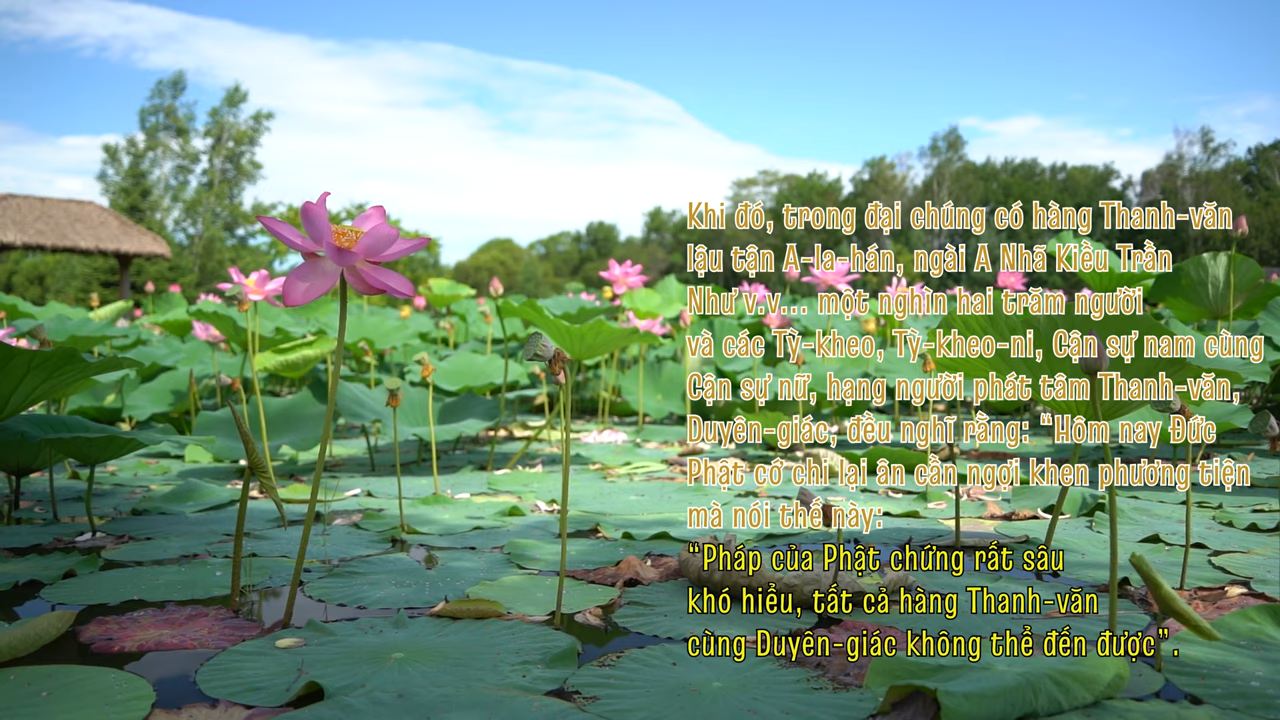 Khi đó, trong đại chúng có hàng Thanh-văn
lậu tận A-la-hán, ngài A Nhã Kiều Trần
Như v.v... một nghìn hai trăm người
và các Tỳ-kheo, Tỳ-kheo-ni, Cận sự nam cùng
Cận sự nữ, hạng người phát tâm Thanh-văn,
Duyên-giác, đều nghĩ rằng: “Hôm nay Đức
Phật cớ chi lại ân cần ngợi khen phương tiện
mà nói thế này:
“Pháp của Phật chứng rất sâu
khó hiểu, tất cả hàng Thanh-văn
cùng Duyên-giác không thể đến được”.